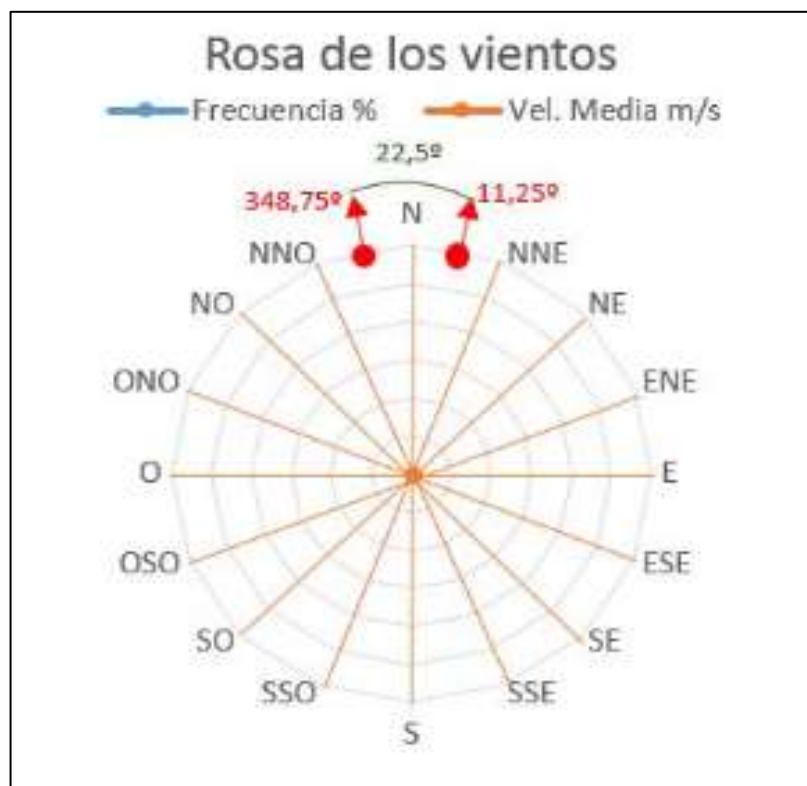 Rosa de los vientos
Frecuencia % Vel. Media m/s
22,5º
348,75º 11,25º
N
NNO NNE
NO NE
ONO ENE
O E
OSO ESE
SO SE
SSO SSE
S